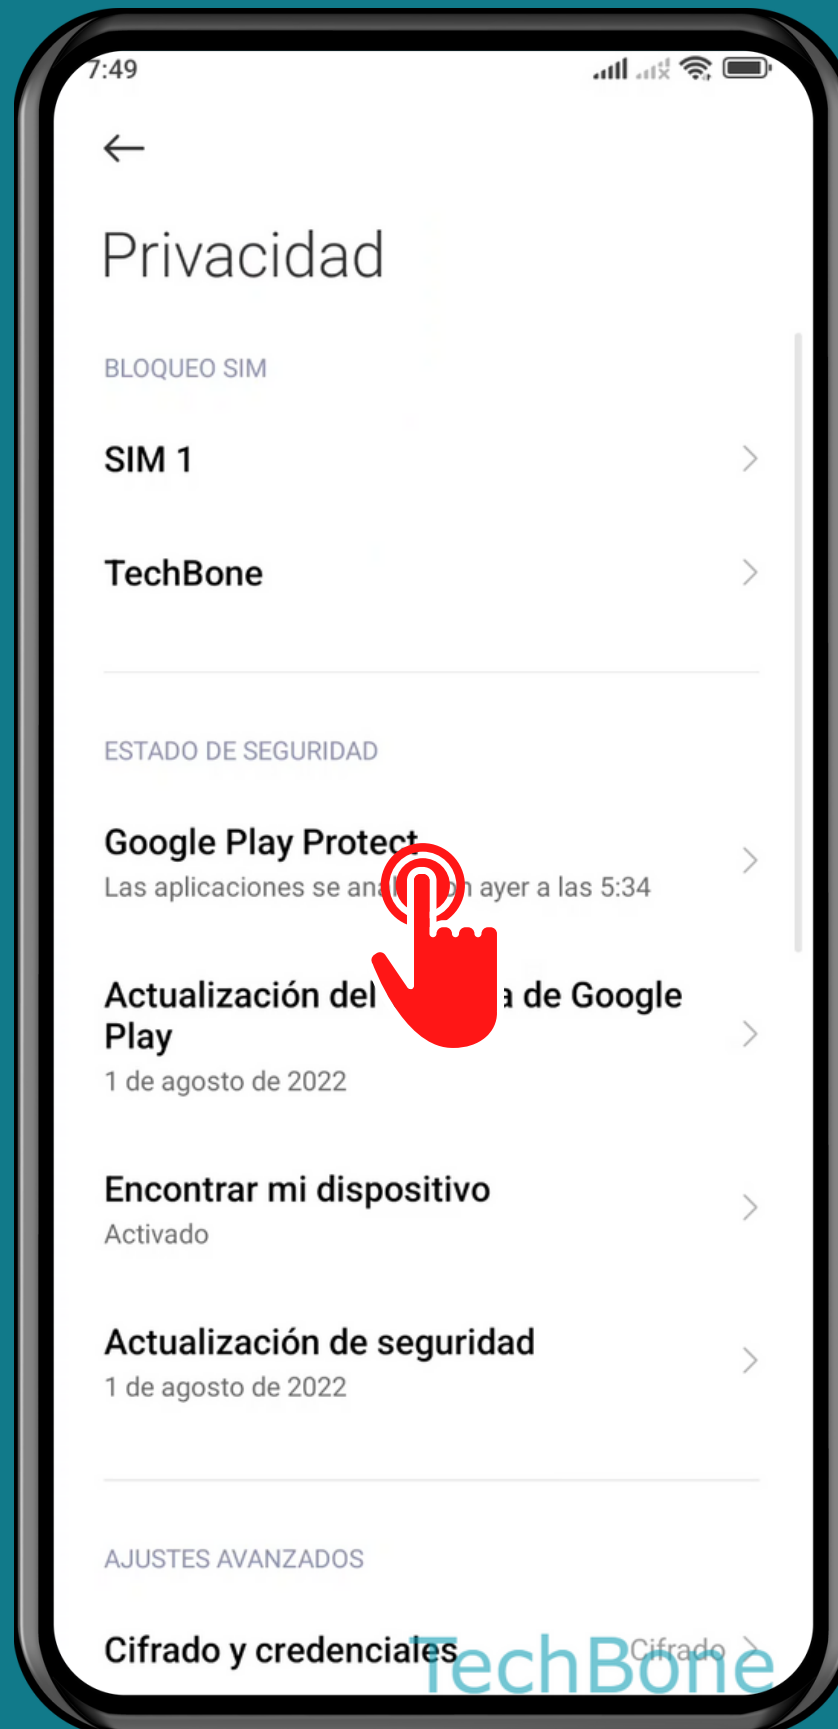 7:49
Privacidad
BLOQUEO SIM
SIM 1
TechBone
ESTADO DE SEGURIDAD
Google Play Protect
Las aplicaciones se ayer a las 5:34
Actualización del de Google
Play
1 de agosto de 2022
Encontrar mi dispositivo
Activado
Actualización de seguridad
1 de agosto de 2022
AJUSTES AVANZADOS
Cifrado y credenciales Cifrado
TechBone